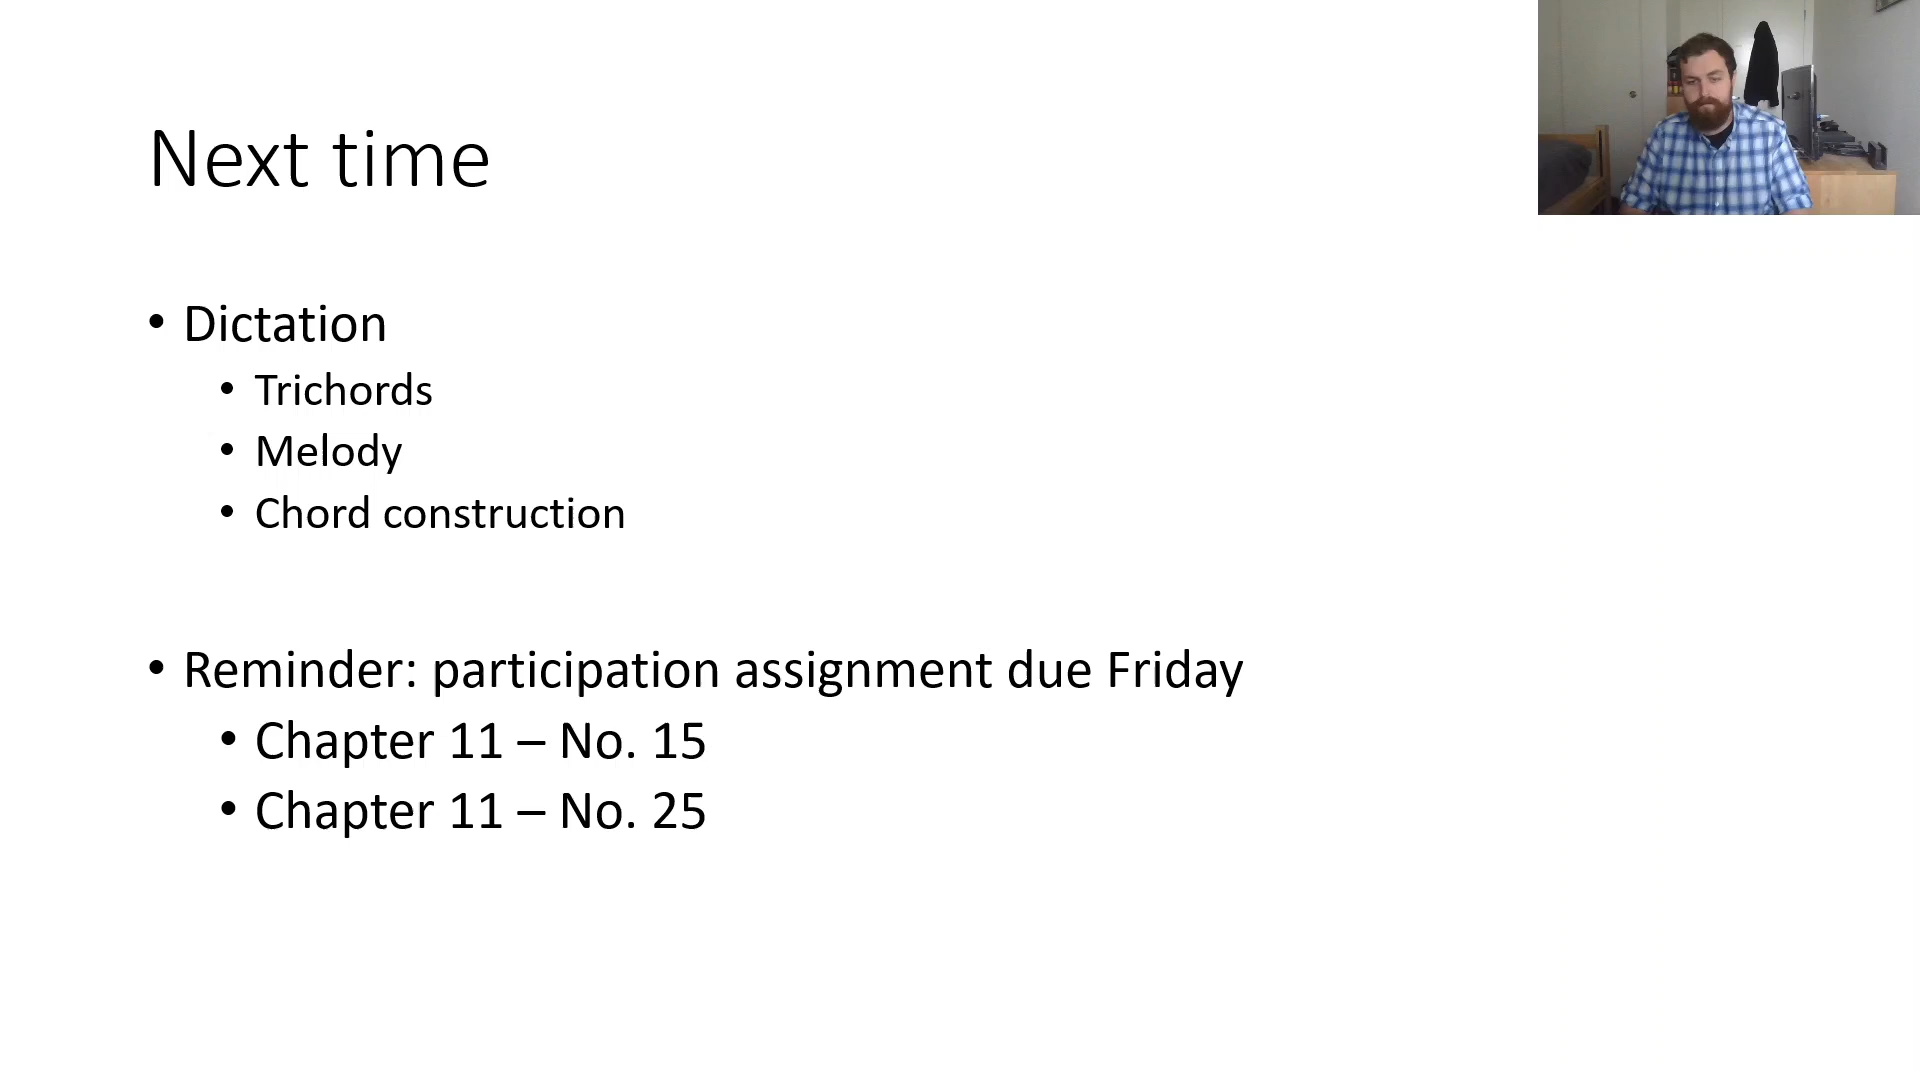 Next time
• Dictation
• Trichords
• Melody
• Chord construction
• Reminder: participation assignment due Friday
• Chapter 11 – No. 15
• Chapter 11 – No. 25